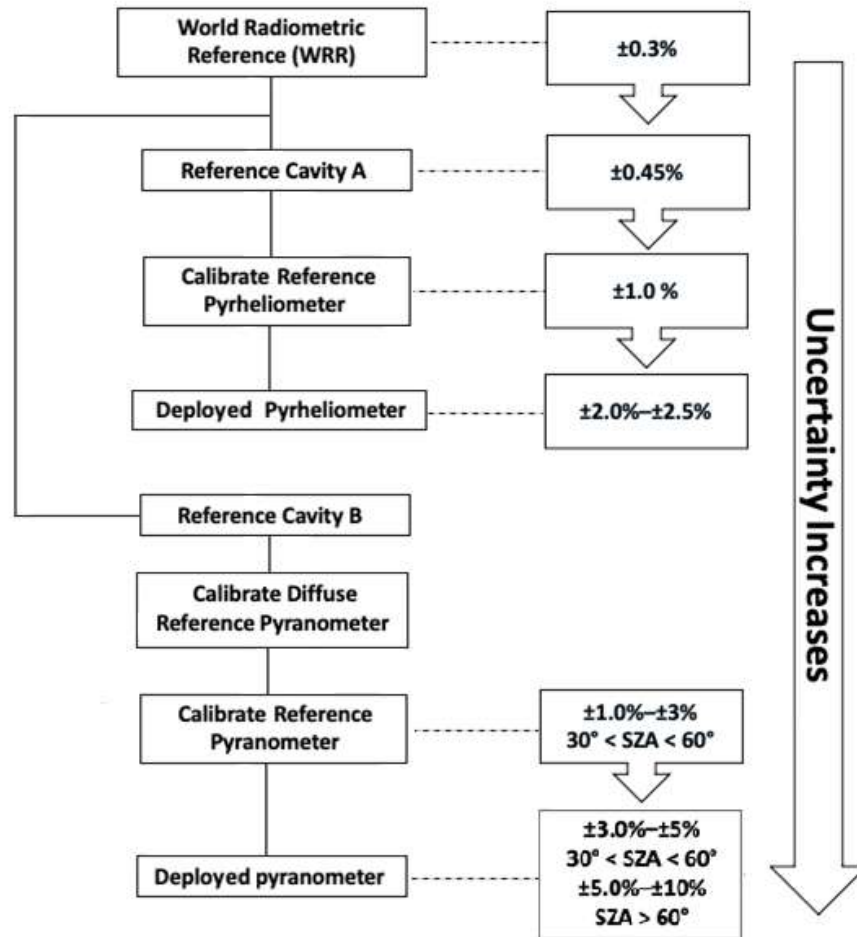 World Radiometric
Reference (WRR)
±0.3%
Reference Cavity A
±0.45%
Calibrate Reference
Pyrheliometer
±1.0 %
Deployed Pyrheliometer
±2.0%–±2.5%
Reference Cavity B
Calibrate Diffuse
Reference Pyranometer
Calibrate Reference
Pyranometer
±1.0%–±3%
30° < SZA < 60°
Deployed pyranometer
±3.0%–±5%
30° < SZA < 60°
±5.0%–±10%
SZA > 60°
Uncertainty Increases